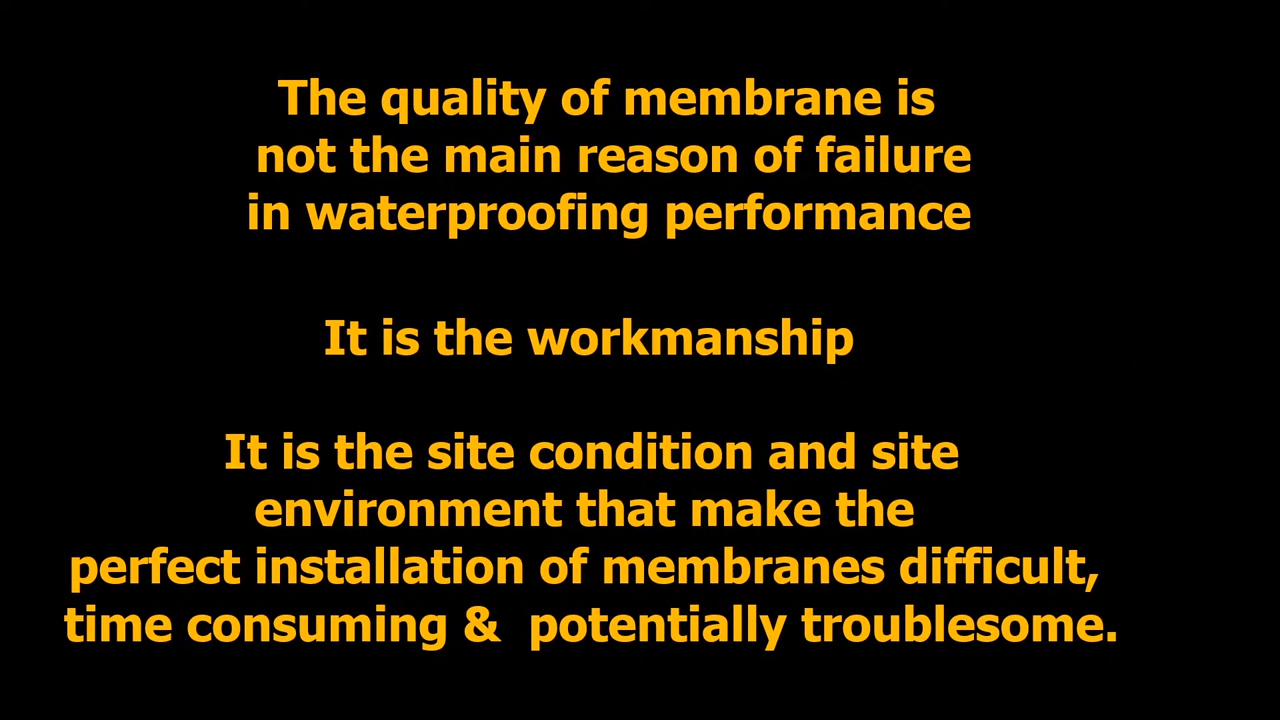 The quality of membrane is
not the main reason of failure
in waterproofing performance
It is the workmanship
It is the site condition and site
environment that make the
perfect installation of membranes difficult,
time consuming &  potentially troublesome.